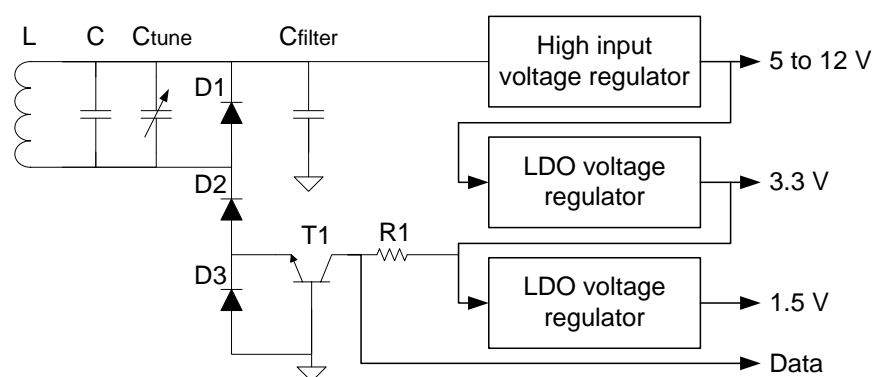 L C Ctune Cfilter
High input
voltage regulator
5 to 12 V
D1
D2
LDO voltage
regulator
3.3 V
T1 R1
D3
LDO voltage
regulator
1.5 V
Data